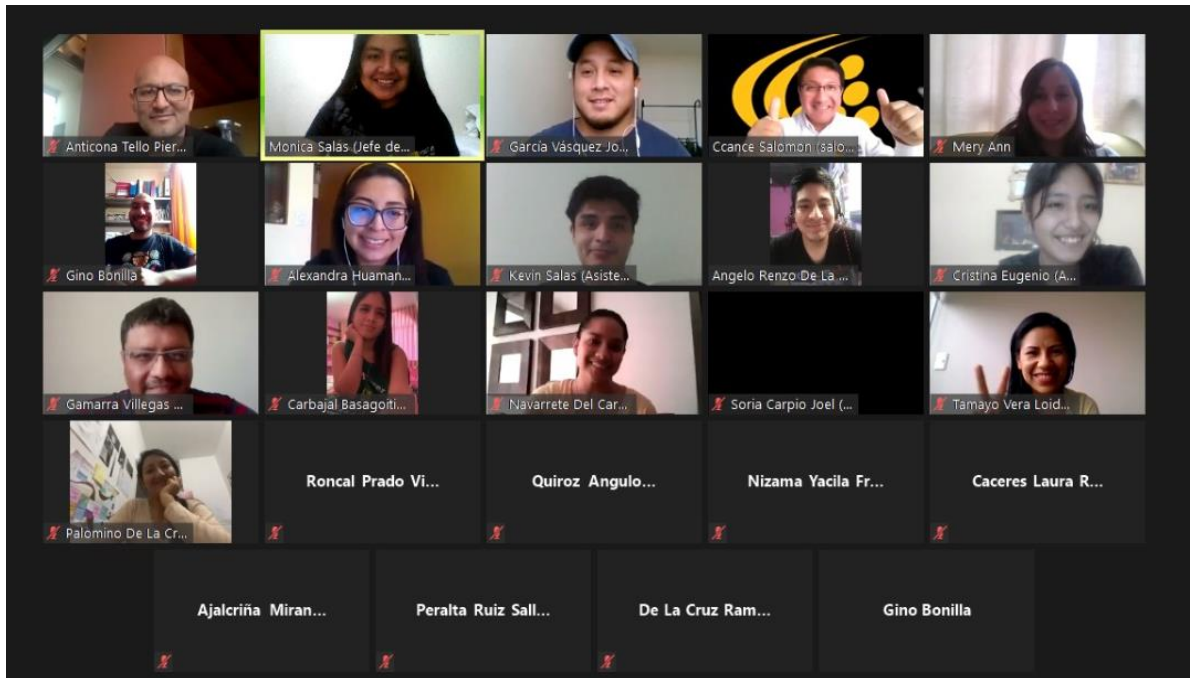 Anticona Tello Pier...
Monica Salas (Jefe de...
García Vásquez Jo...
Ccance Salomon (salo...
Mery Ann
Gino Bonilla
Alexandra Huaman...
Kevin Salas (Asiste...
Angelo Renzo De La ...
Cristina Eugenio (A...
Gamarra Villegas ...
Carbajal Basagoiti...
Navarrete Del Car...
Soria Carpio Joel (...
Tamayo Vera Loid...
Palomino De La Cr...
Roncal Prado Vi...
Quiroz Angulo...
Nizama Yacila Fr...
Caceres Laura R...
Ajalcriña Miran...
Peralta Ruiz Sall...
De La Cruz Ram...
Gino Bonilla